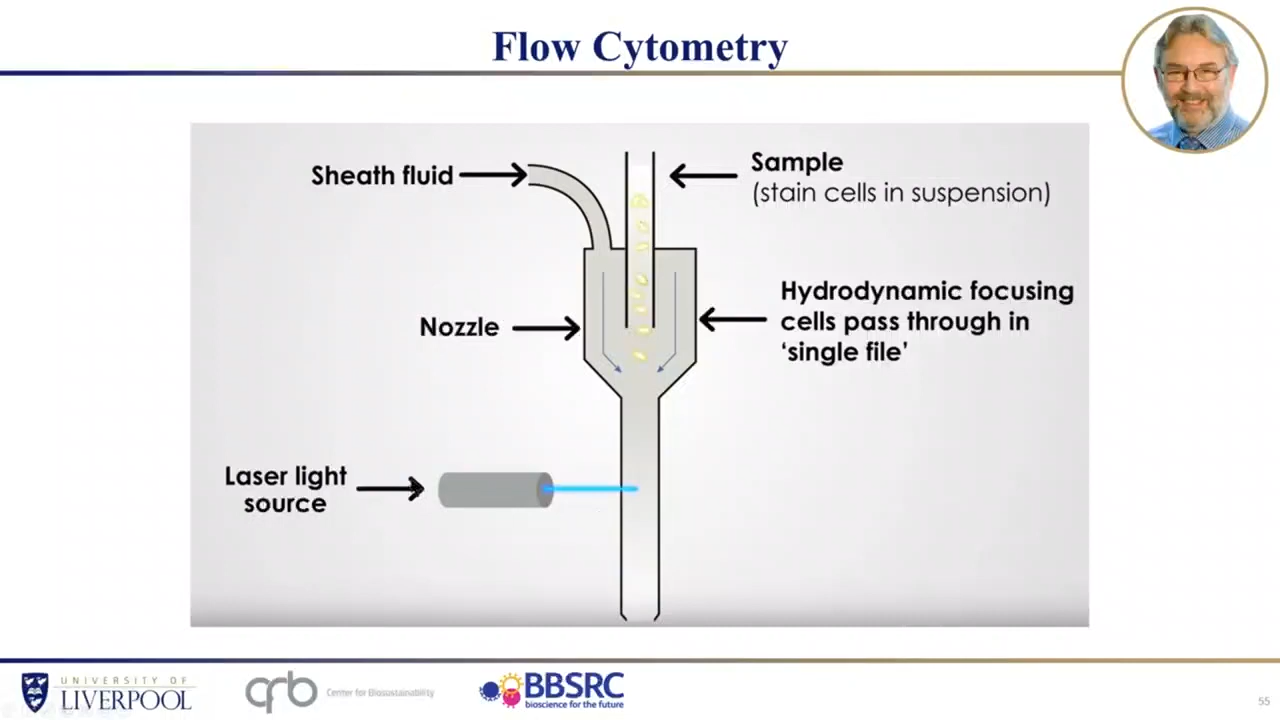 Flow Cytometry
Sheath fluid
Sample
(stain cells in suspension)
Nozzle
Hydrodynamic focusing
cells pass through in
‘single file’
Laser light
source
UNIVERSITY OF
LIVERPOOL
Center for Biosustainability
BBSRC
bioscience for the future
55